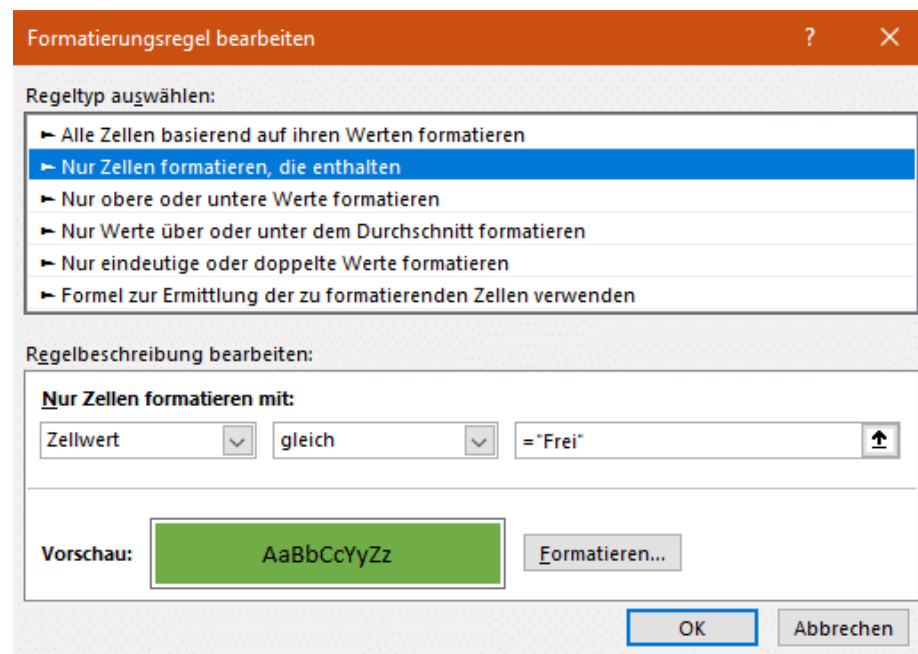 Formatierungsregel bearbeiten ?
Regeltyp auswählen:
► Alle Zellen basierend auf ihren Werten formatieren
► Nur Zellen formatieren, die enthalten
► Nur obere oder untere Werte formatieren
► Nur Werte über oder unter dem Durchschnitt formatieren
► Nur eindeutige oder doppelte Werte formatieren
► Formel zur Ermittlung der zu formatierenden Zellen verwenden
Regelbeschreibung bearbeiten:
Nur Zellen formatieren mit:
Zellwert gleich ="Frei"
Vorschau: AaBbCcYyZz Formatieren...
OK Abbrechen